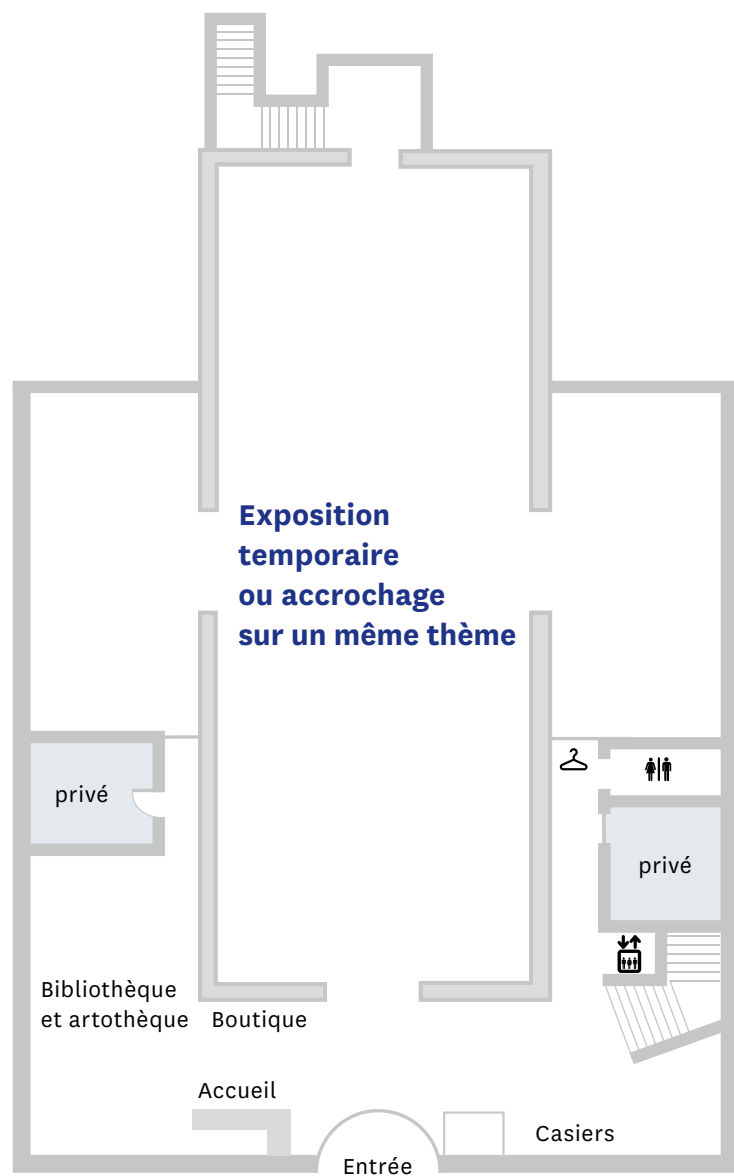 Exposition
temporaire
ou accrochage
sur un même thème
privé
privé
Bibliothèque
et artothèque
Boutique
Accueil
Casiers
Entrée